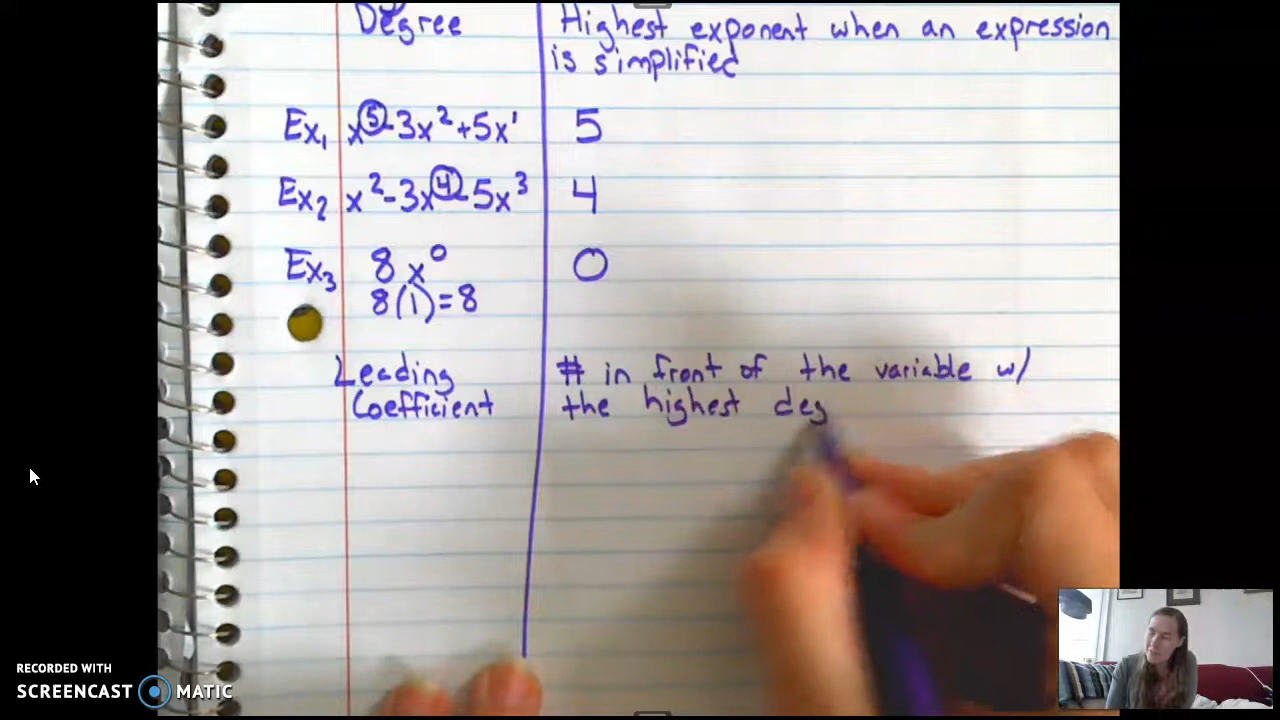 Degree
Highest exponent when an expression
is simplified
Ex1 x⁵-3x²+5x¹ 5
Ex2 x²-3x⁴-5x³ 4
Ex3 8x⁰ 0
8(1)=8
Leading
Coefficient
# in front of the variable w/
the highest deg
RECORDED WITH
SCREENCAST MATIC